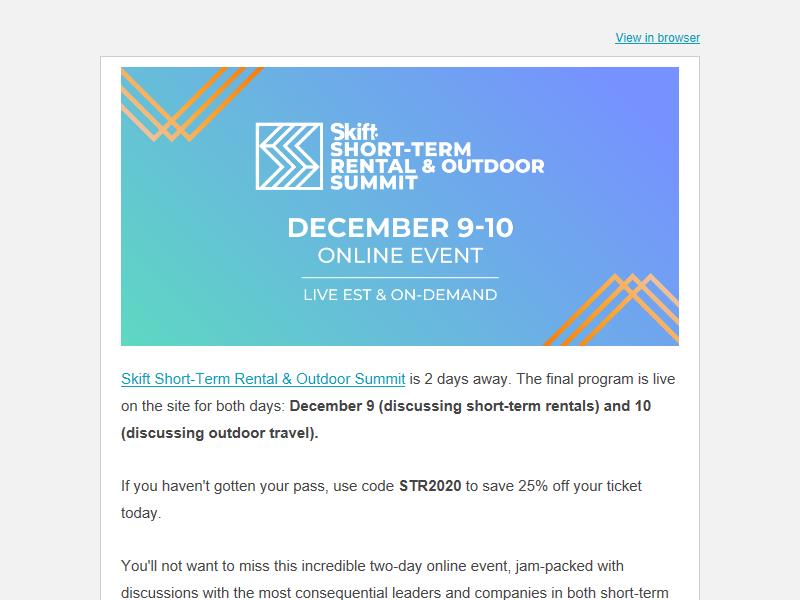 View in browser
Skift
SHORT-TERM
RENTAL & OUTDOOR
SUMMIT
DECEMBER 9-10
ONLINE EVENT
LIVE EST & ON-DEMAND
Skift Short-Term Rental & Outdoor Summit is 2 days away. The final program is live
on the site for both days: December 9 (discussing short-term rentals) and 10
(discussing outdoor travel).
If you haven't gotten your pass, use code STR2020 to save 25% off your ticket
today.
You'll not want to miss this incredible two-day online event, jam-packed with
discussions with the most consequential leaders and companies in both short-term